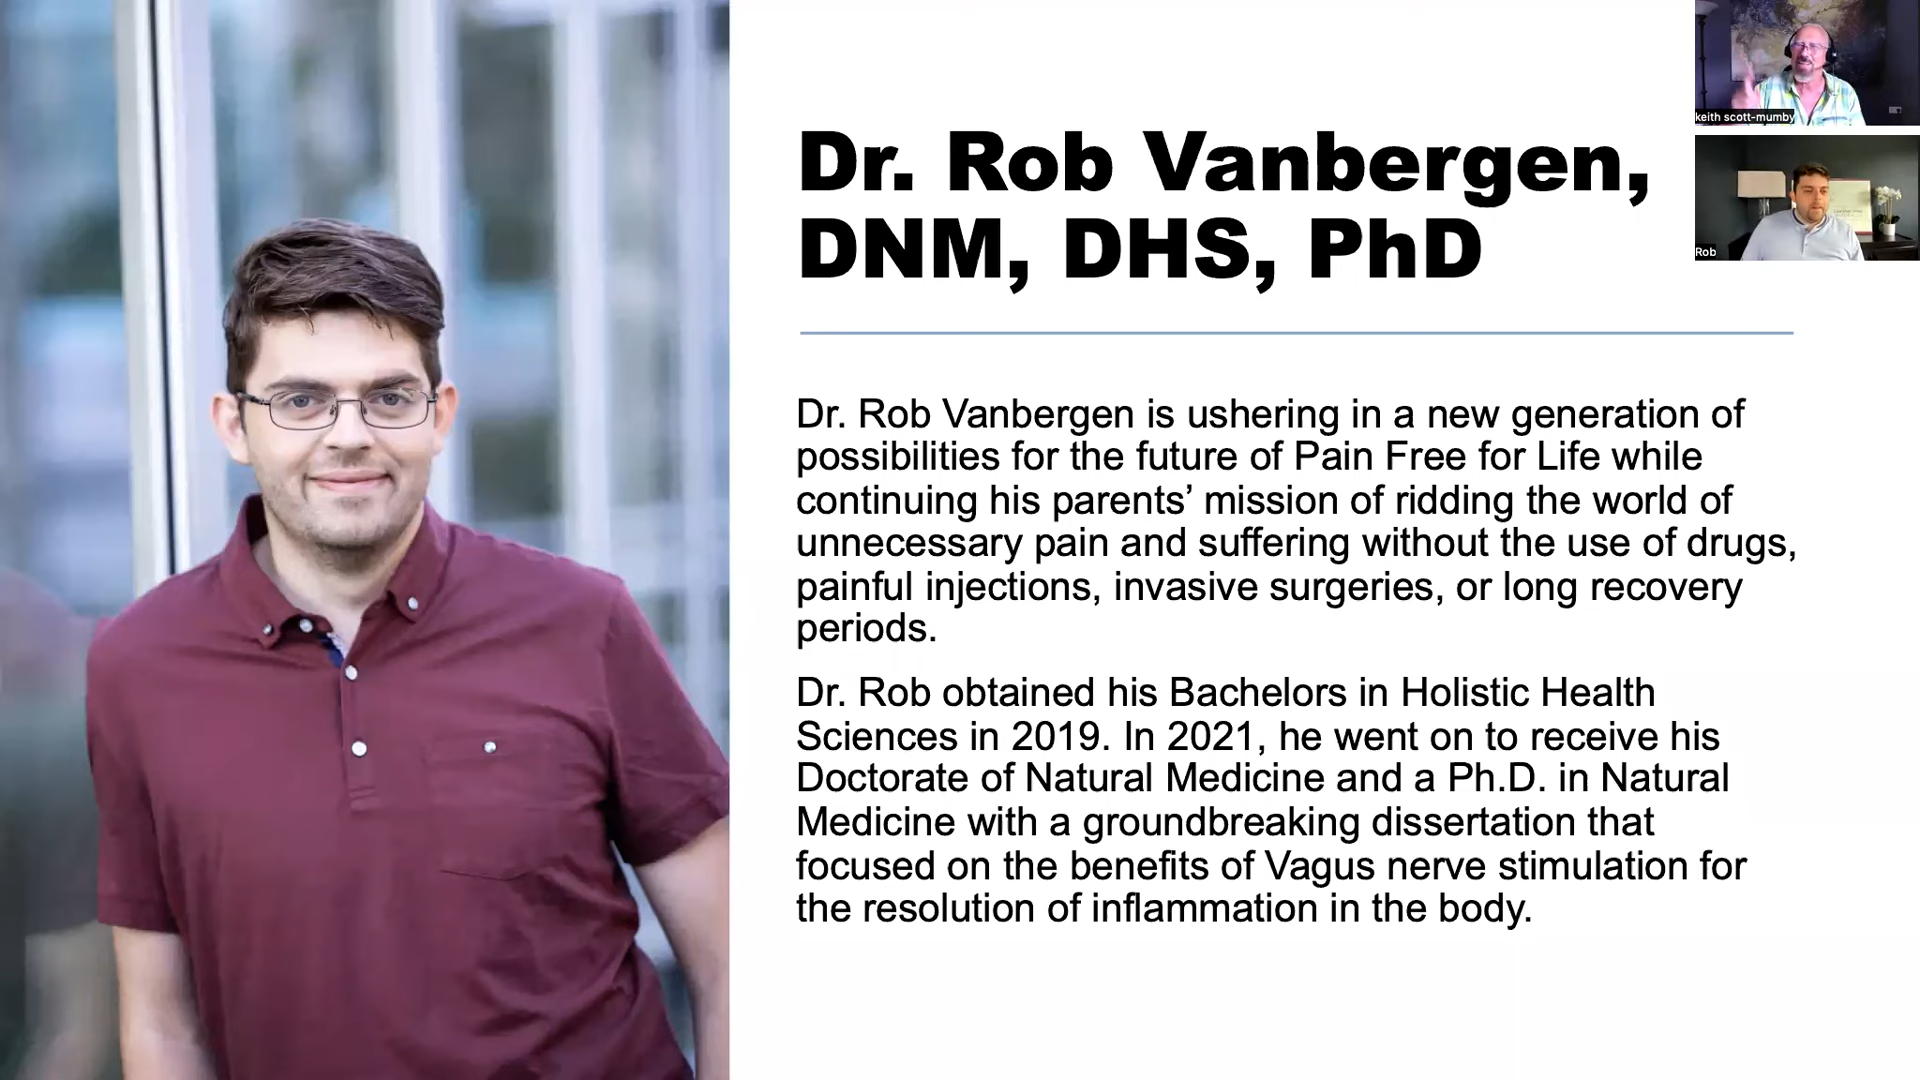 Dr. Rob Vanbergen,
DNM, DHS, PhD
Dr. Rob Vanbergen is ushering in a new generation of
possibilities for the future of Pain Free for Life while
continuing his parents’ mission of ridding the world of
unnecessary pain and suffering without the use of drugs,
painful injections, invasive surgeries, or long recovery
periods.
Dr. Rob obtained his Bachelors in Holistic Health
Sciences in 2019. In 2021, he went on to receive his
Doctorate of Natural Medicine and a Ph.D. in Natural
Medicine with a groundbreaking dissertation that
focused on the benefits of Vagus nerve stimulation for
the resolution of inflammation in the body.
keith scott-mumby
Rob